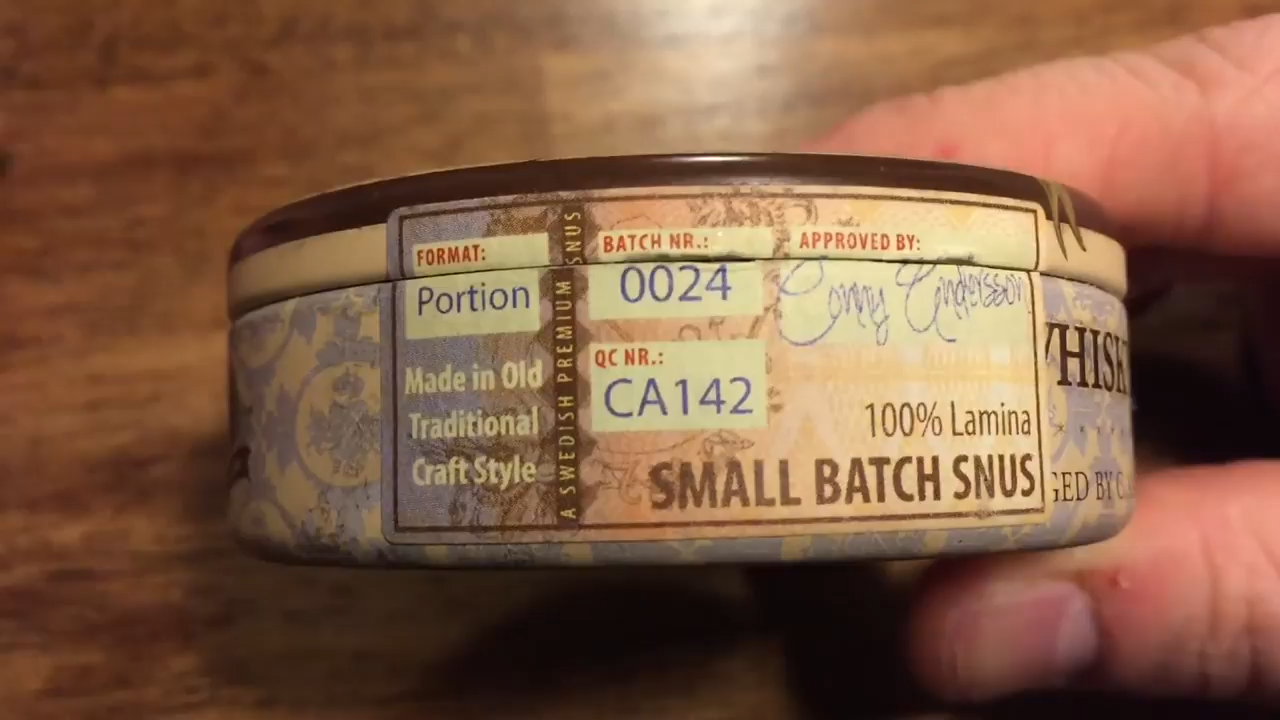 FORMAT:
Portion
Made in Old
Traditional
Craft Style
A SWEDISH PREMIUM SNUS
BATCH NR.:
0024
QC NR.:
CA142
APPROVED BY:
Conny Andersson
100% Lamina
SMALL BATCH SNUS
BY